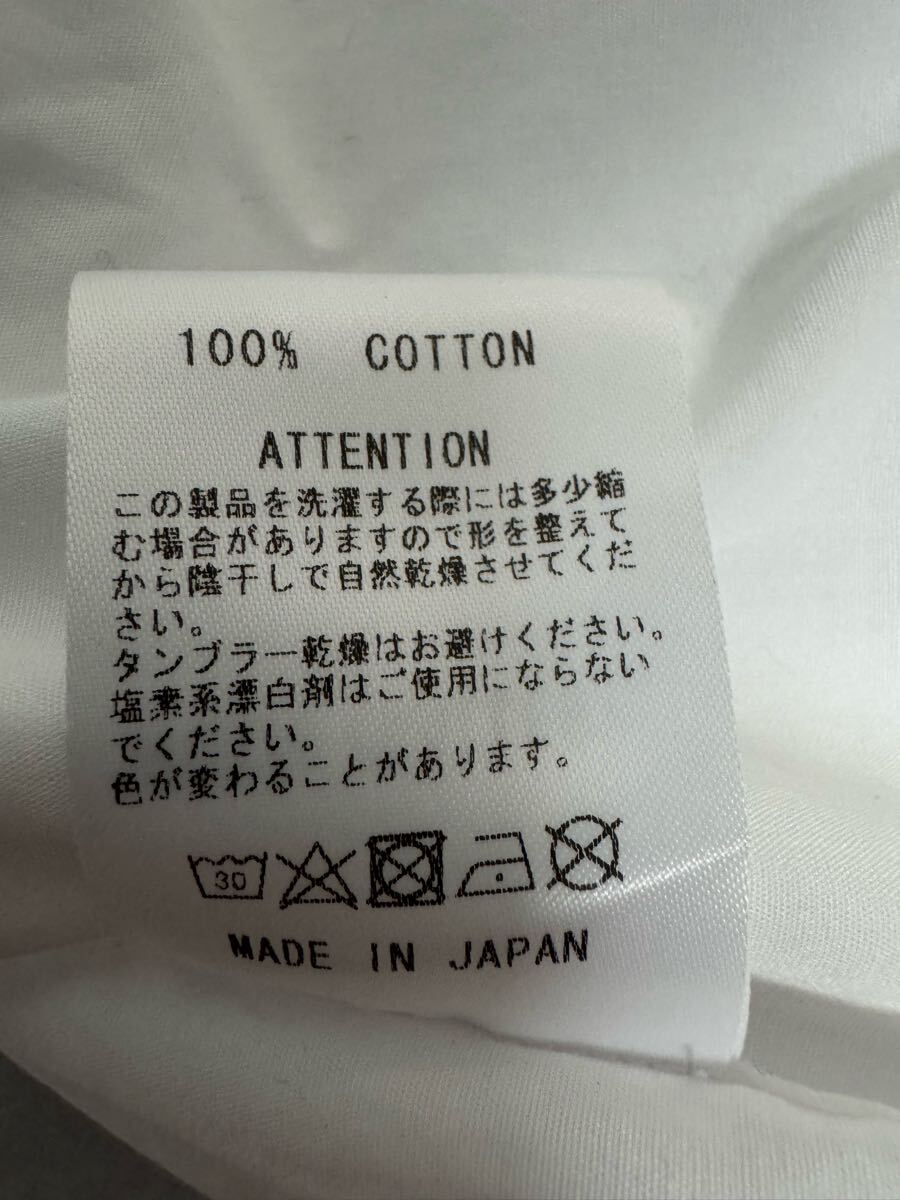 100% COTTON
ATTENTION
この製品を洗濯する際には多少縮
む場合がありますので形を整えて
から陰干しで自然乾燥させてくだ
さい。
タンブラー乾燥はお避けください。
塩素系漂白剤はご使用にならない
でください。
色が変わることがあります。
30
MADE IN JAPAN